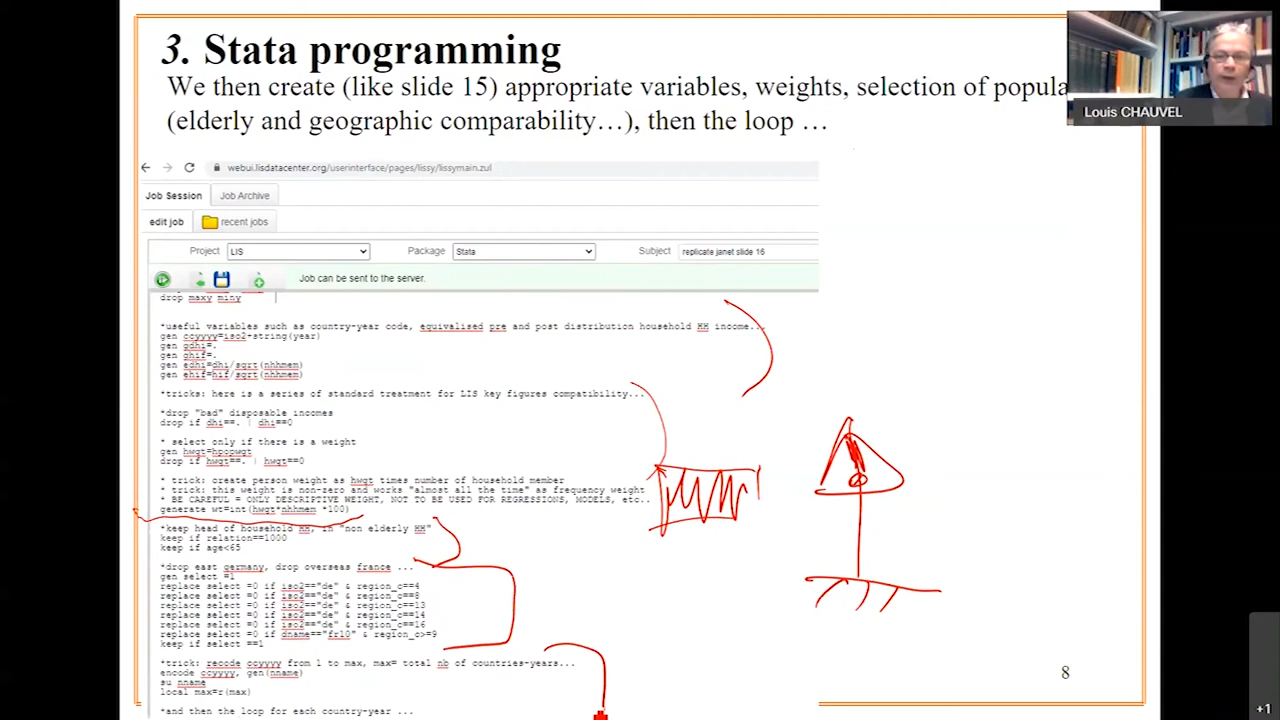 3. Stata programming
We then create (like slide 15) appropriate variables, weights, selection of popula
(elderly and geographic comparability…), then the loop …
Louis CHAUVEL
webui.lisdatacenter.org/userinterface/pages/lissy/lissymain.zul
Job Session Job Archive
edit job recent jobs
Project LIS Package Stata Subject replicate janet slide 16
Job can be sent to the server.
drop maxy miny
*useful variables such as country-year code, equivalised pre and post distribution household HH income...
gen ccyyyy=iso2+string(year)
gen gdhi=.
gen ghif=.
gen edhi=dhi/sqrt(nhhmem)
gen ehif=hif/sqrt(nhhmem)
*tricks: here is a series of standard treatment for LIS key figures compatibility...
*drop "bad" disposable incomes
drop if dhi==. | dhi==0
* select only if there is a weight
gen hwgt=hpopwgt
drop if hwgt==. | hwgt==0
* trick: create person weight as hwgt times number of household member
* trick: this weight is non-zero and works "almost all the time" as frequency weight
* BE CAREFUL = ONLY DESCRIPTIVE WEIGHT, NOT TO BE USED FOR REGRESSIONS, MODELS, etc..
generate wt=int(hwgt*nhhmem *100)
*keep head of household HH, in "non elderly HH"
keep if relation==1000
keep if age<65
*drop east germany, drop overseas france ...
gen select =1
replace select =0 if iso2=="de" & region_c==4
replace select =0 if iso2=="de" & region_c==8
replace select =0 if iso2=="de" & region_c==13
replace select =0 if iso2=="de" & region_c==14
replace select =0 if iso2=="de" & region_c==16
replace select =0 if dname=="fr10" & region_c>=9
keep if select ==1
*trick: recode ccyyyy from 1 to max, max= total nb of countries-years...
encode ccyyyy, gen(nname)
su nname
local max=r(max)
*and then the loop for each country-year ...
8
+1